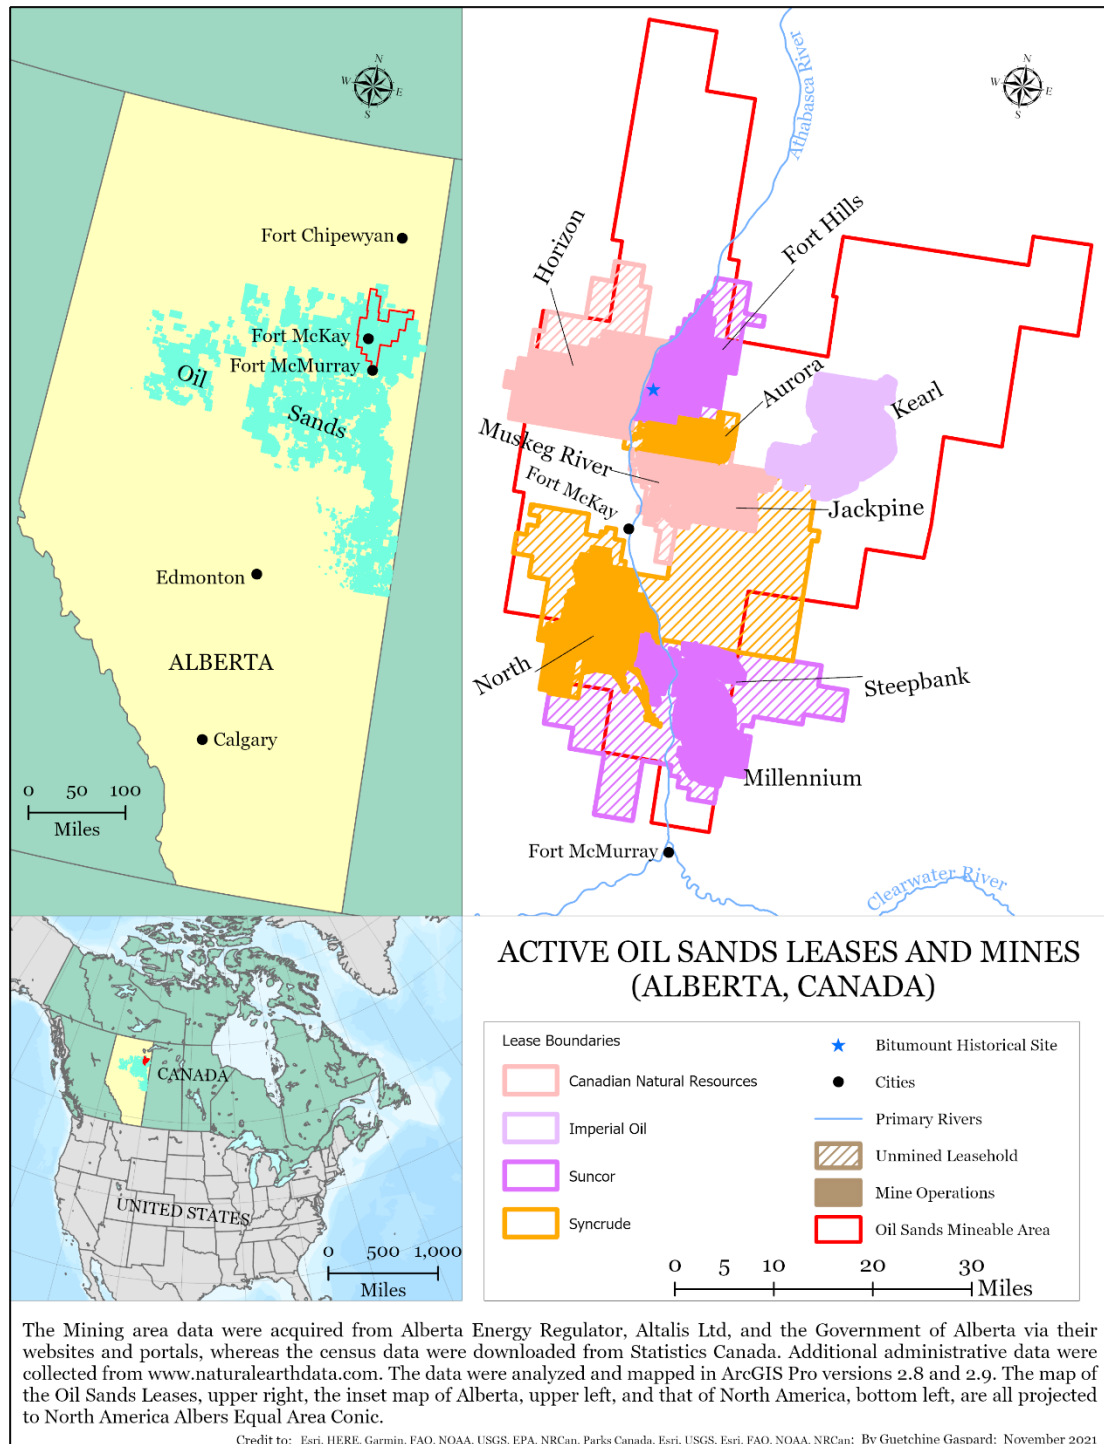 N
W
E
S
Fort Chipewyan
Fort McKay
Fort McMurray
Oil
Sands
Edmonton
ALBERTA
Calgary
0 50 100
Miles
N
W
E
S
Athabasca River
Horizon
Fort Hills
Aurora
Kearl
Muskeg River
Fort McKay
Jackpine
North
Steepbank
Millennium
Fort McMurray
Clearwater River
CANADA
UNITED STATES
0 500 1,000
Miles
ACTIVE OIL SANDS LEASES AND MINES
(ALBERTA, CANADA)
Lease Boundaries
Canadian Natural Resources
Imperial Oil
Suncor
Syncrude
Bitumount Historical Site
Cities
Primary Rivers
Unmined Leasehold
Mine Operations
Oil Sands Mineable Area
0 5 10 20 30
Miles
The Mining area data were acquired from Alberta Energy Regulator, Altalis Ltd, and the Government of Alberta via their
websites and portals, whereas the census data were downloaded from Statistics Canada. Additional administrative data were
collected from www.naturalearthdata.com. The data were analyzed and mapped in ArcGIS Pro versions 2.8 and 2.9. The map of
the Oil Sands Leases, upper right, the inset map of Alberta, upper left, and that of North America, bottom left, are all projected
to North America Albers Equal Area Conic.
Credit to: Esri, HERE, Garmin, FAO, NOAA, USGS, EPA, NRCan, Parks Canada, Esri, USGS, Esri, FAO, NOAA, NRCan; By Guetchine Gaspard; November 2021